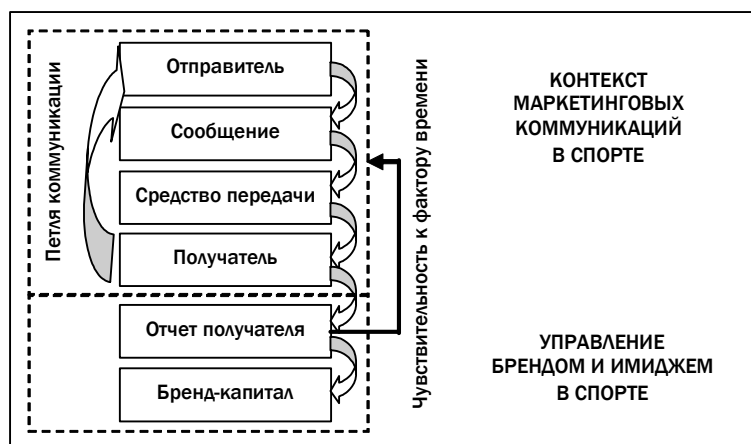 Петля коммуникации
Отправитель
Сообщение
Средство передачи
Получатель
Отчет получателя
Бренд-капитал
Чувствительность к фактору времени
КОНТЕКСТ
МАРКЕТИНГОВЫХ
КОММУНИКАЦИЙ
В СПОРТЕ
УПРАВЛЕНИЕ
БРЕНДОМ И ИМИДЖЕМ
В СПОРТЕ